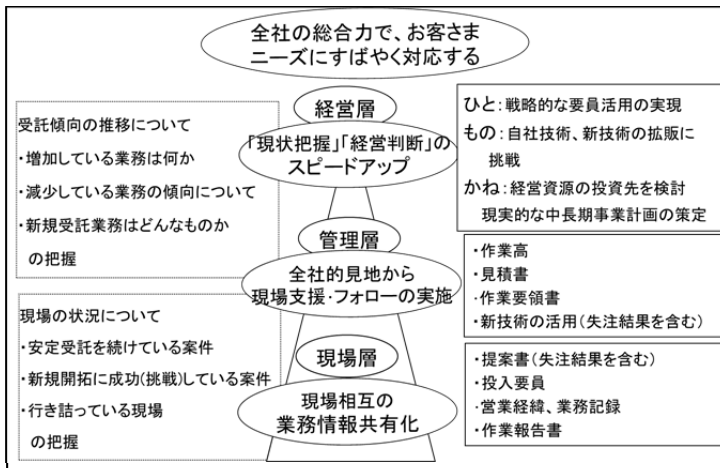 全社の総合力で、お客さま
ニーズにすばやく対応する
経営層
「現状把握」「経営判断」の
スピードアップ
受託傾向の推移について
・増加している業務は何か
・減少している業務の傾向について
・新規受託業務はどんなものか
の把握
ひと：戦略的な要員活用の実現
もの：自社技術、新技術の拡販に
挑戦
かね：経営資源の投資先を検討
現実的な中長期事業計画の策定
管理層
全社的見地から
現場支援・フォローの実施
・作業高
・見積書
・作業要領書
・新技術の活用（失注結果を含む）
現場の状況について
・安定受託を続けている案件
・新規開拓に成功（挑戦）している案件
・行き詰っている現場
の把握
現場層
現場相互の
業務情報共有化
・提案書（失注結果を含む）
・投入要員
・営業経緯、業務記録
・作業報告書